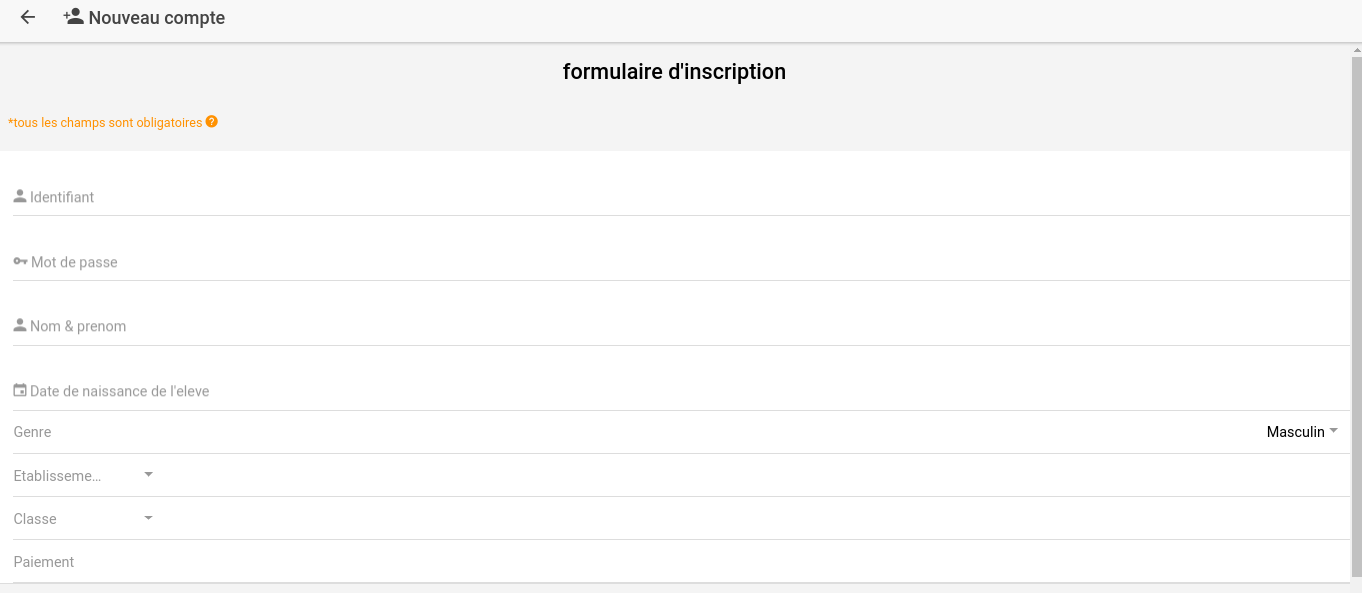 Nouveau compte
formulaire d'inscription
*tous les champs sont obligatoires ?
Identifiant
Mot de passe
Nom & prenom
Date de naissance de l'eleve
Genre Masculin
Etablisseme...
Classe
Paiement